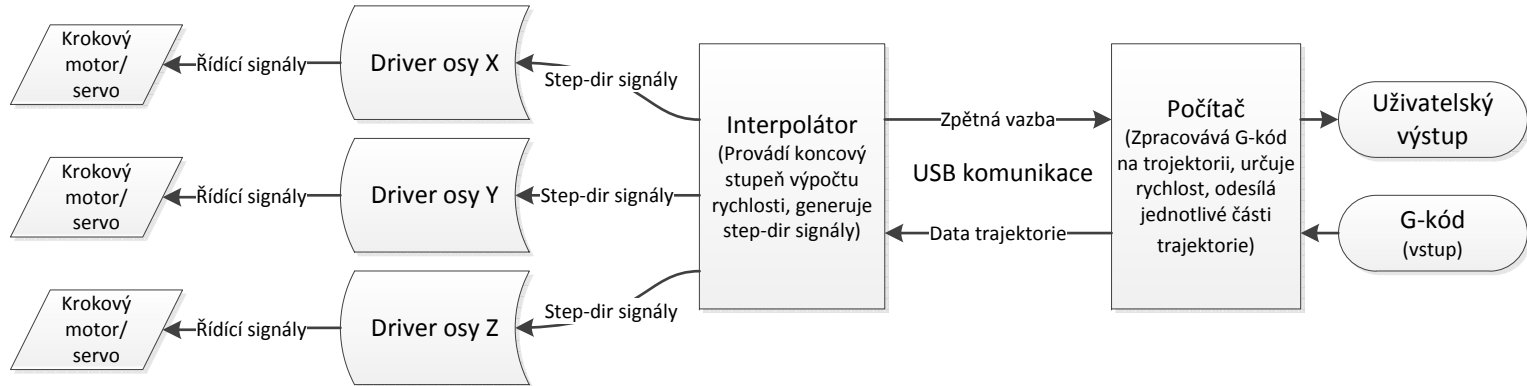 Krokový
motor/
servo
Řídící signály
Driver osy X
Step-dir signály
Krokový
motor/
servo
Řídící signály
Driver osy Y
Step-dir signály
Krokový
motor/
servo
Řídící signály
Driver osy Z
Step-dir signály
Interpolátor
(Provádí koncový
stupeň výpočtu
rychlosti, generuje
step-dir signály)
Zpětná vazba
USB komunikace
Data trajektorie
Počítač
(Zpracovává G-kód
na trojektorii, určuje
rychlost, odesílá
jednotlivé části
trajektorie)
Uživatelský
výstup
G-kód
(vstup)